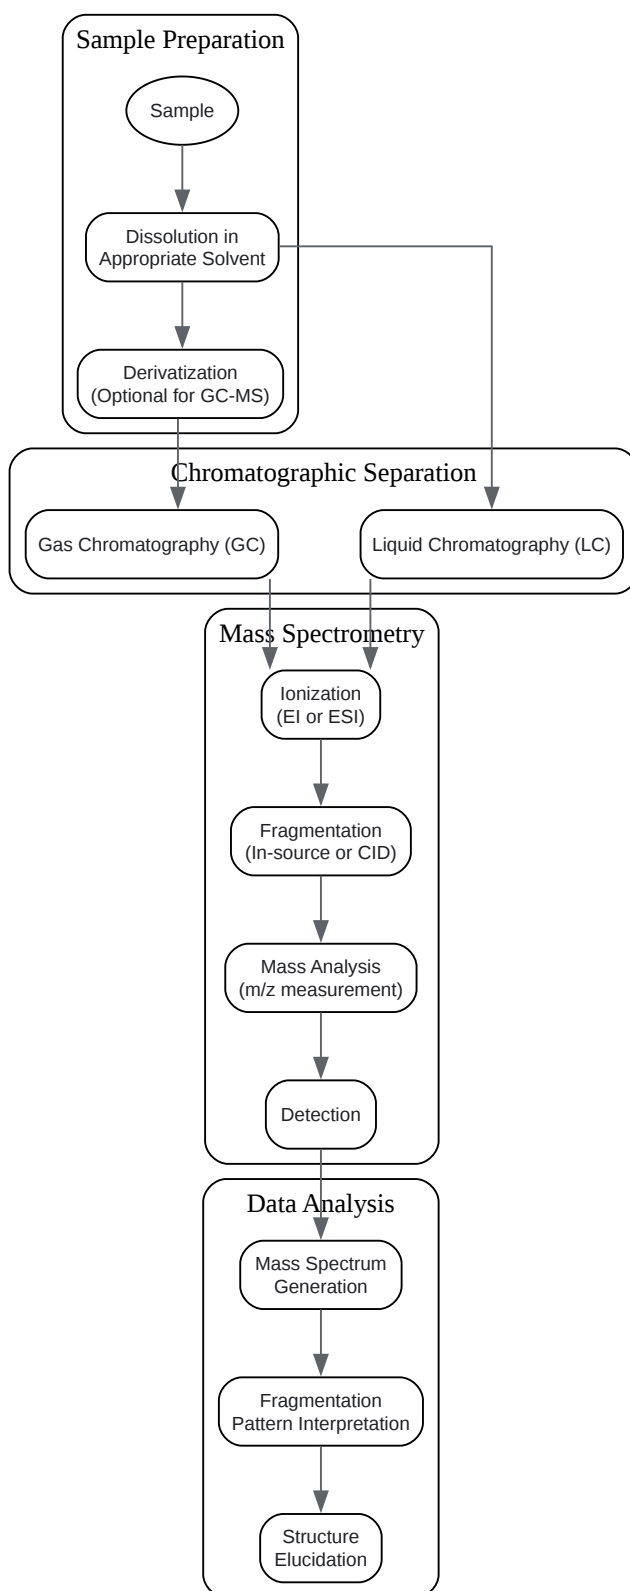 Sample Preparation
Sample
Dissolution in
Appropriate Solvent
Derivatization
(Optional for GC-MS)
Chromatographic Separation
Gas Chromatography (GC)
Liquid Chromatography (LC)
Mass Spectrometry
Ionization
(EI or ESI)
Fragmentation
(In-source or CID)
Mass Analysis
(m/z measurement)
Detection
Data Analysis
Mass Spectrum
Generation
Fragmentation
Pattern Interpretation
Structure
Elucidation